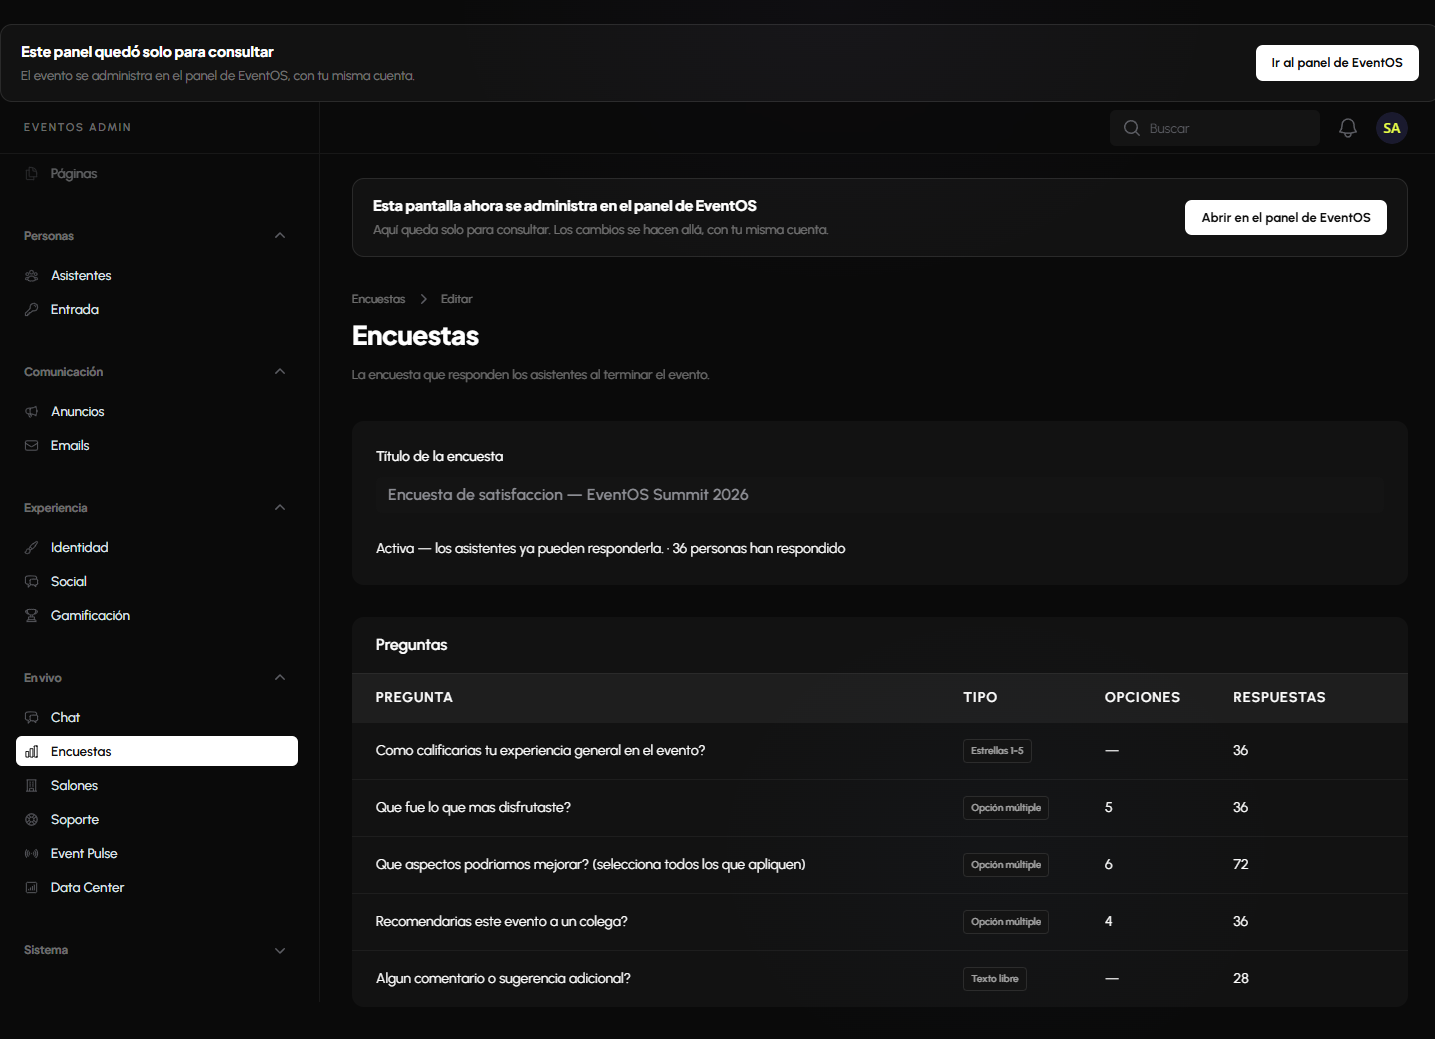 Este panel quedó solo para consultar
El evento se administra en el panel de EventOS, con tu misma cuenta.
Ir al panel de EventOS
EVENTOS ADMIN
Buscar
SA
Páginas
Personas
Asistentes
Entrada
Comunicación
Anuncios
Emails
Experiencia
Identidad
Social
Gamificación
En vivo
Chat
Encuestas
Salones
Soporte
Event Pulse
Data Center
Sistema
Esta pantalla ahora se administra en el panel de EventOS
Aquí queda solo para consultar. Los cambios se hacen allá, con tu misma cuenta.
Abrir en el panel de EventOS
Encuestas > Editar
Encuestas
La encuesta que responden los asistentes al terminar el evento.
Título de la encuesta
Encuesta de satisfaccion — EventOS Summit 2026
Activa — los asistentes ya pueden responderla. · 36 personas han respondido
Preguntas
PREGUNTA TIPO OPCIONES RESPUESTAS
Como calificarias tu experiencia general en el evento? Estrellas 1-5 — 36
Que fue lo que mas disfrutaste? Opción múltiple 5 36
Que aspectos podriamos mejorar? (selecciona todos los que apliquen) Opción múltiple 6 72
Recomendarias este evento a un colega? Opción múltiple 4 36
Algun comentario o sugerencia adicional? Texto libre — 28